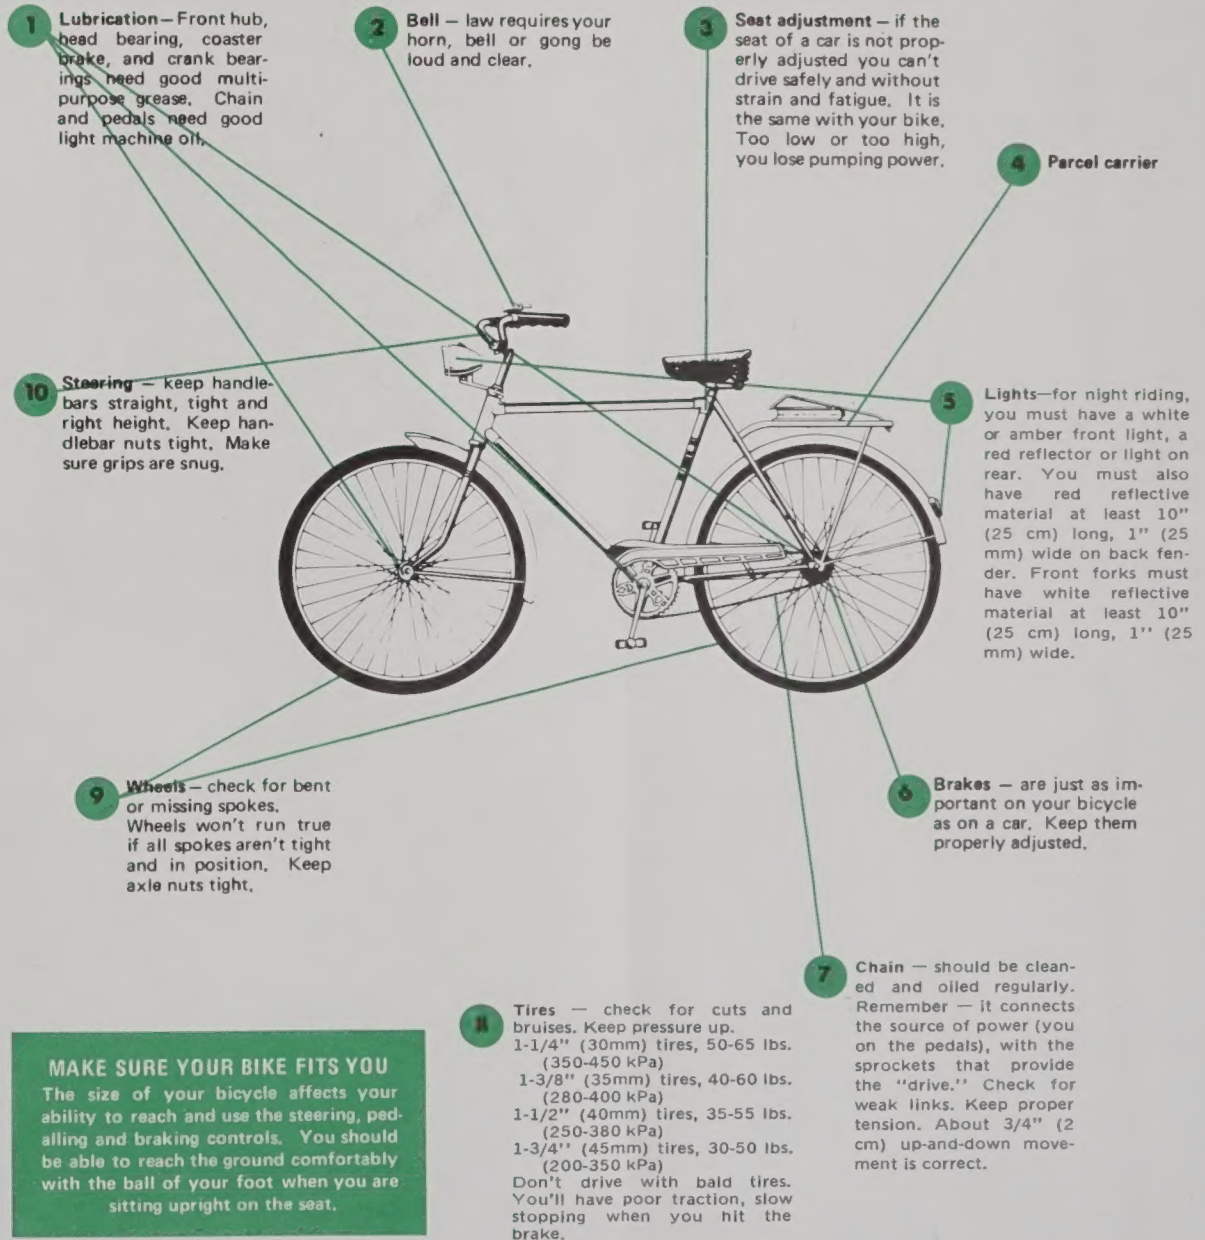 1
Lubrication — Front hub,
head bearing, coaster
brake, and crank bear-
ings need good multi-
purpose grease. Chain
and pedals need good
light machine oil.
2
Bell — law requires your
horn, bell or gong be
loud and clear.
3
Seat adjustment — if the
seat of a car is not prop-
erly adjusted you can't
drive safely and without
strain and fatigue. It is
the same with your bike.
Too low or too high,
you lose pumping power.
4
Parcel carrier
10
Steering — keep handle-
bars straight, tight and
right height. Keep han-
dlebar nuts tight. Make
sure grips are snug.
5
Lights—for night riding,
you must have a white
or amber front light, a
red reflector or light on
rear. You must also
have red reflective
material at least 10"
(25 cm) long, 1" (25
mm) wide on back fen-
der. Front forks must
have white reflective
material at least 10"
(25 cm) long, 1" (25
mm) wide.
9
Wheels — check for bent
or missing spokes.
Wheels won't run true
if all spokes aren't tight
and in position. Keep
axle nuts tight.
6
Brakes — are just as im-
portant on your bicycle
as on a car. Keep them
properly adjusted.
7
Chain — should be clean-
ed and oiled regularly.
Remember — it connects
the source of power (you
on the pedals), with the
sprockets that provide
the "drive." Check for
weak links. Keep proper
tension. About 3/4" (2
cm) up-and-down move-
ment is correct.
8
Tires — check for cuts and
bruises. Keep pressure up.
1-1/4" (30mm) tires, 50-65 lbs.
(350-450 kPa)
1-3/8" (35mm) tires, 40-60 lbs.
(280-400 kPa)
1-1/2" (40mm) tires, 35-55 lbs.
(250-380 kPa)
1-3/4" (45mm) tires, 30-50 lbs.
(200-350 kPa)
Don't drive with bald tires.
You'll have poor traction, slow
stopping when you hit the
brake.
MAKE SURE YOUR BIKE FITS YOU
The size of your bicycle affects your
ability to reach and use the steering, ped-
alling and braking controls. You should
be able to reach the ground comfortably
with the ball of your foot when you are
sitting upright on the seat.